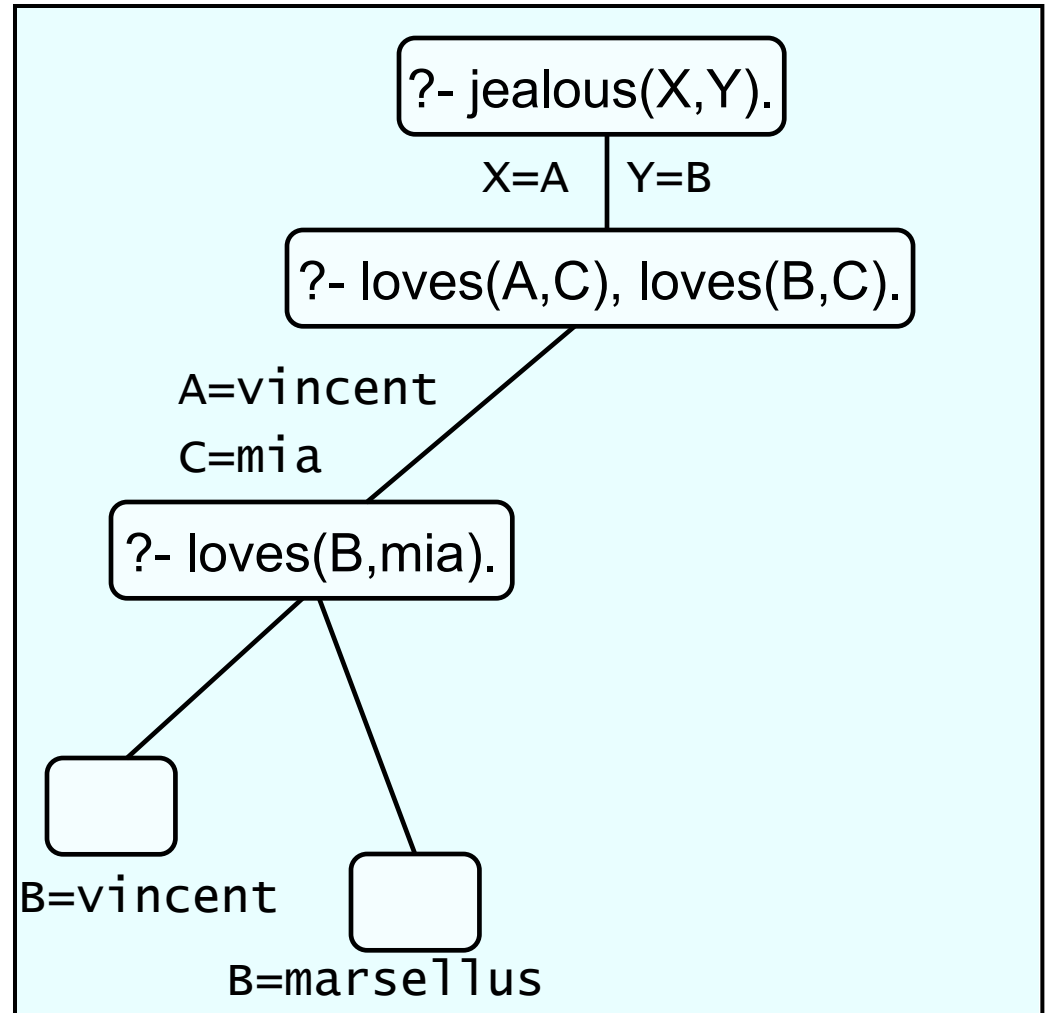 ?- jealous(X,Y).
X=A Y=B
?- loves(A,C), loves(B,C).
A=vincent
C=mia
?- loves(B,mia).
B=vincent
B=marsellus